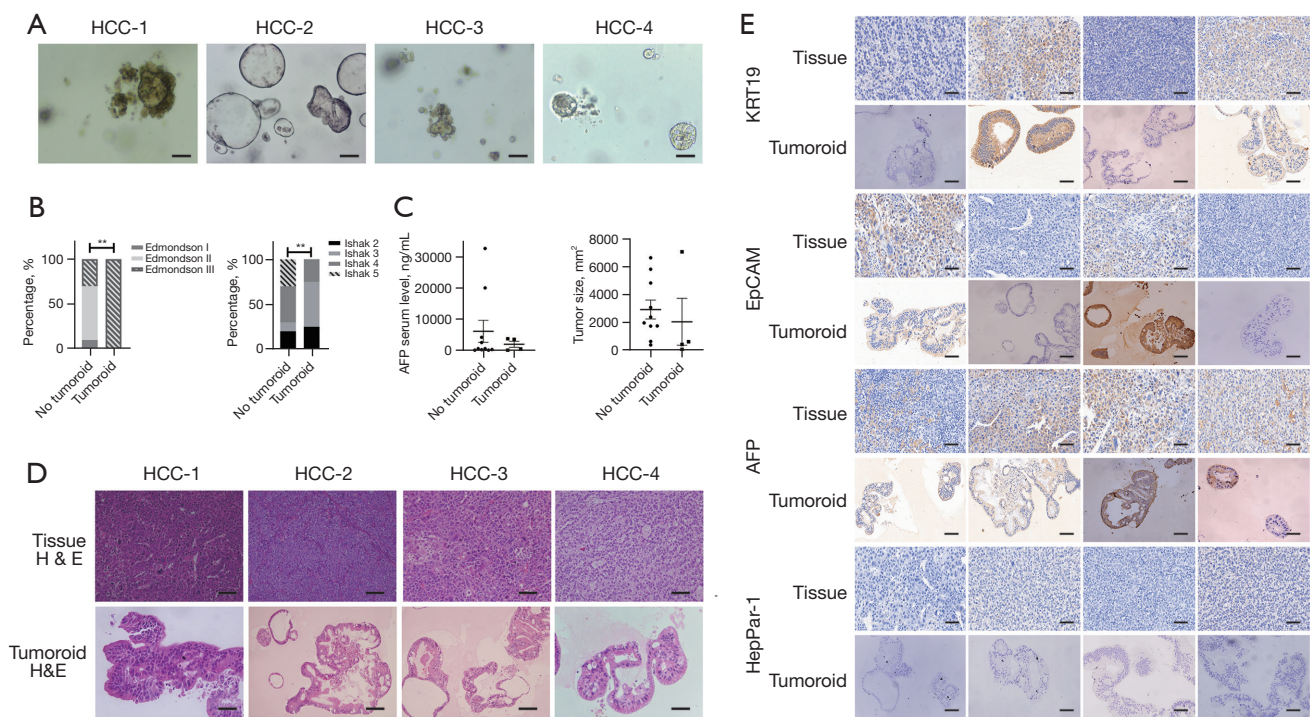 A
HCC-1 HCC-2 HCC-3 HCC-4
B
Percentage, %
100
50
0
**
Edmondson I
Edmondson II
Edmondson III
No tumoroid
Tumoroid
Percentage, %
100
50
0
**
Ishak 2
Ishak 3
Ishak 4
Ishak 5
No tumoroid
Tumoroid
C
AFP serum level, ng/mL
30000
20000
10000
0
No tumoroid
Tumoroid
Tumor size, mm²
8000
6000
4000
2000
0
No tumoroid
Tumoroid
D
HCC-1 HCC-2 HCC-3 HCC-4
Tissue
H & E
Tumoroid
H&E
E
KRT19
Tissue
Tumoroid
EpCAM
Tissue
Tumoroid
AFP
Tissue
Tumoroid
HepPar-1
Tissue
Tumoroid